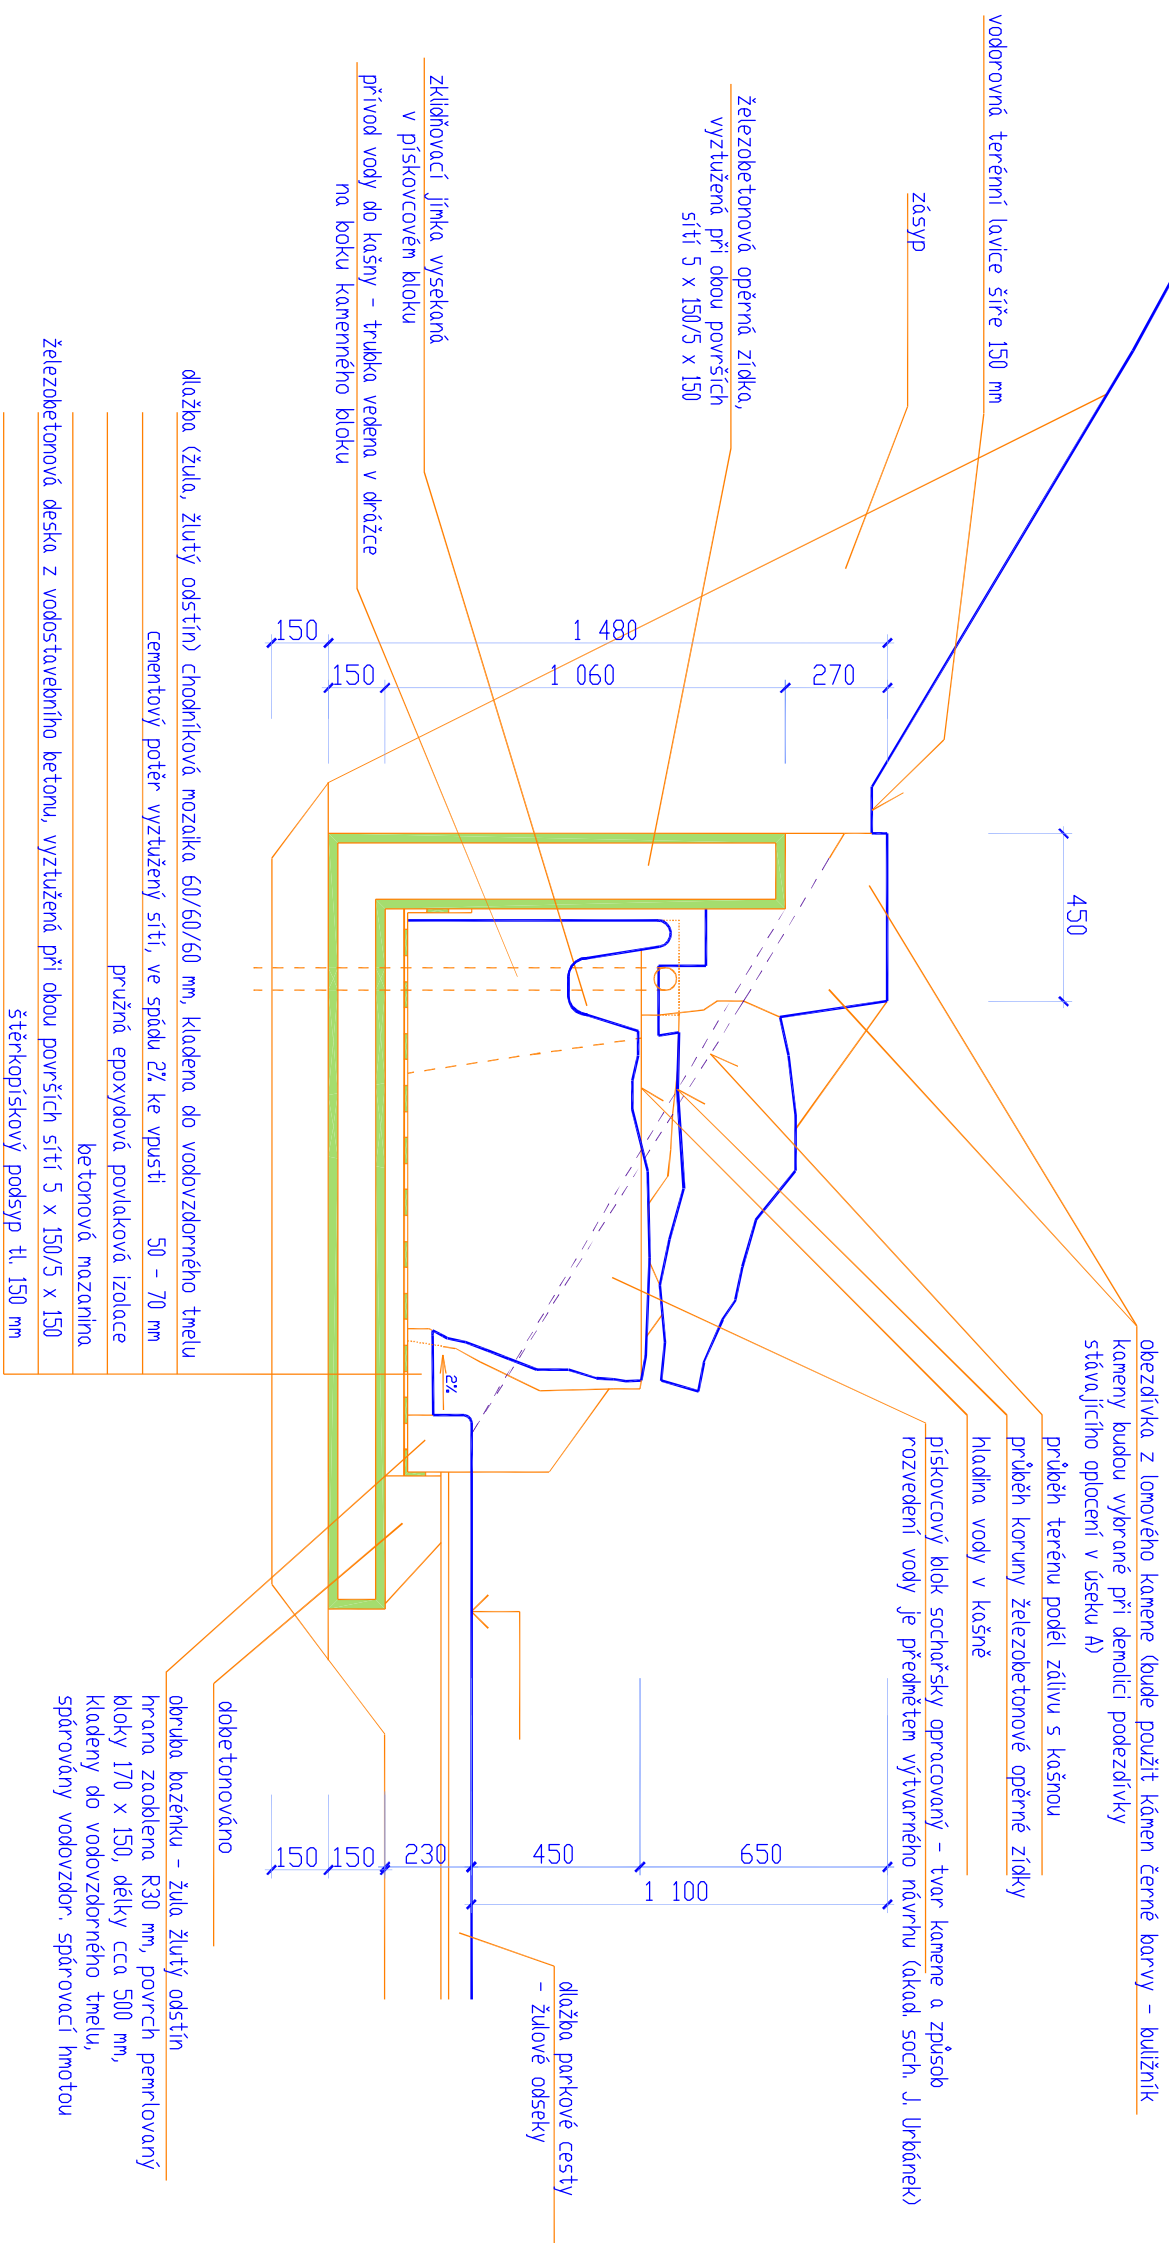 vodorovná terénní lavice šíře 150 mm
zásyp
železobetonová opěrná zídka,
vyztužená při obou površích
sítí 5 x 150/5 x 150
zklidňovací jímka vysekaná
v pískovcovém bloku
přívod vody do kašny - trubka vedena v drážce
na boku kamenného bloku
dlažba (žula, žlutý odstín) chodníková mozaika 60/60/60 mm, kladena do vodovzdorného tmelu
cementový potěr vyztužený sítí, ve spádu 2% ke vpusti 50 - 70 mm
pružná epoxydová povlaková izolace
betonová mazanina
železobetonová deska z vodostavebního betonu, vyztužená při obou površích sítí 5 x 150/5 x 150
štěrkopískový podsyp tl. 150 mm
450
270
1 060
150
1 480
150
2%
obezdívka z lomového kamene (bude použit kámen černé barvy - buližník
kameny budou vybrané při demolici podezdívky
stávajícího oplocení v úseku A)
průběh terénu podél zálivu s kašnou
průběh koruny železobetonové opěrné zídky
hladina vody v kašně
pískovcový blok sochařsky opracovaný - tvar kamene a způsob
rozvedení vody je předmětem výtvarného návrhu (akad. soch. J. Urbánek)
650
450
230
150
150
1 100
dlažba parkové cesty
- žulové odseky
dobetonováno
obruba bazénku - žula žlutý odstín
hrana zaoblena R30 mm, povrch pemrlovaný
bloky 170 x 150, délky cca 500 mm,
kladeny do vodovzdorného tmelu,
spárovány vodovzdor. spárovací hmotou